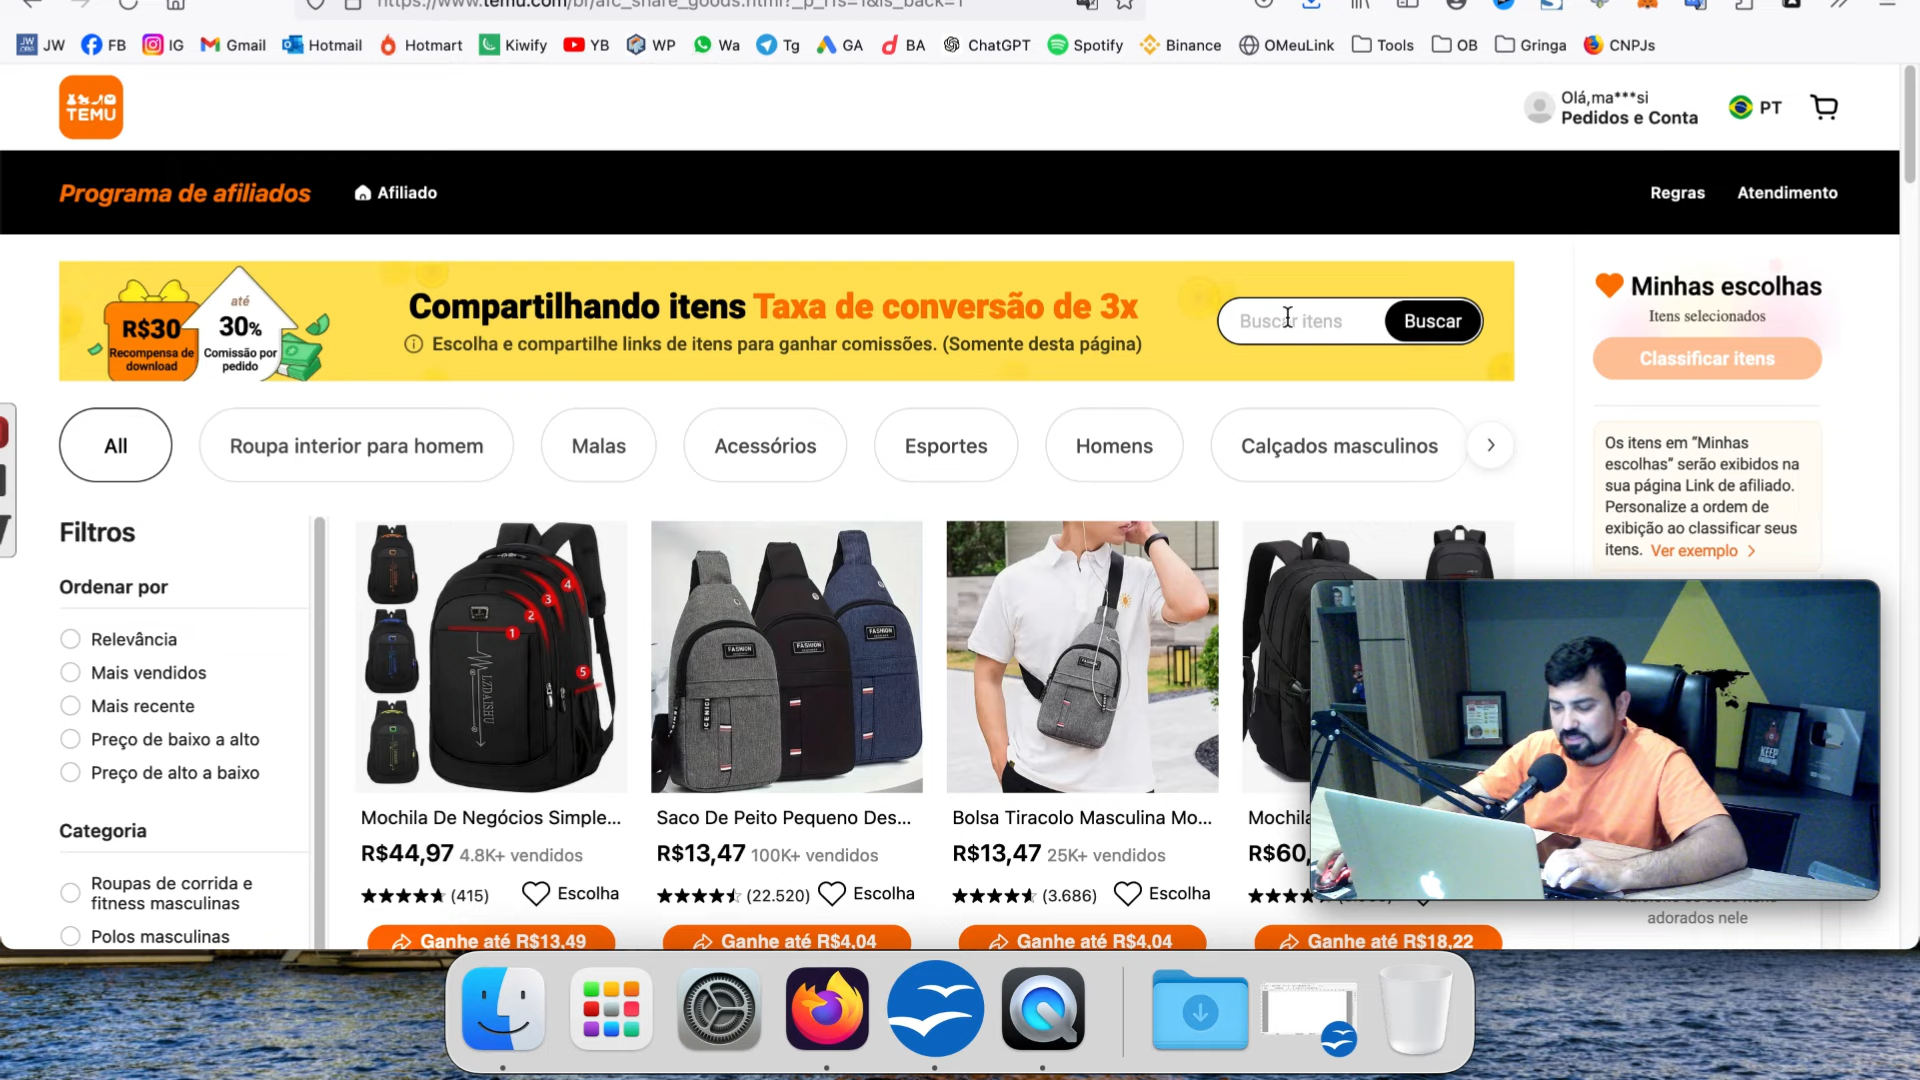 https://www.temu.com/br/afc_share_goods.html?_p_rfs=1&is_back=1
JW FB IG Gmail Hotmail Hotmart Kiwify YB WP Wa Tg GA BA ChatGPT Spotify Binance OMeuLink Tools OB Gringa CNPJs
TEMU
Olá,ma***si
Pedidos e Conta
PT
Programa de afiliados
Afiliado
Regras
Atendimento
R$30
Recompensa de
download
até
30%
Comissão por
pedido
Compartilhando itens Taxa de conversão de 3x
Escolha e compartilhe links de itens para ganhar comissões. (Somente desta página)
Buscar itens
Buscar
Minhas escolhas
Itens selecionados
Classificar itens
Os itens em "Minhas
escolhas" serão exibidos na
sua página Link de afiliado.
Personalize a ordem de
exibição ao classificar seus
itens. Ver exemplo
All
Roupa interior para homem
Malas
Acessórios
Esportes
Homens
Calçados masculinos
Filtros
Ordenar por
Relevância
Mais vendidos
Mais recente
Preço de baixo a alto
Preço de alto a baixo
Categoria
Roupas de corrida e
fitness masculinas
Polos masculinas
1
2
3
4
5
LZDAISHU
FASHION
FASHION
FASHION
Mochila De Negócios Simple...
R$44,97 4.8K+ vendidos
(415)
Escolha
Ganhe até R$13,49
Saco De Peito Pequeno Des...
R$13,47 100K+ vendidos
(22.520)
Escolha
Ganhe até R$4,04
Bolsa Tiracolo Masculina Mo...
R$13,47 25K+ vendidos
(3.686)
Escolha
Ganhe até R$4,04
Mochila
R$60,
Ganhe até R$18,22
KEEP
adorados nele